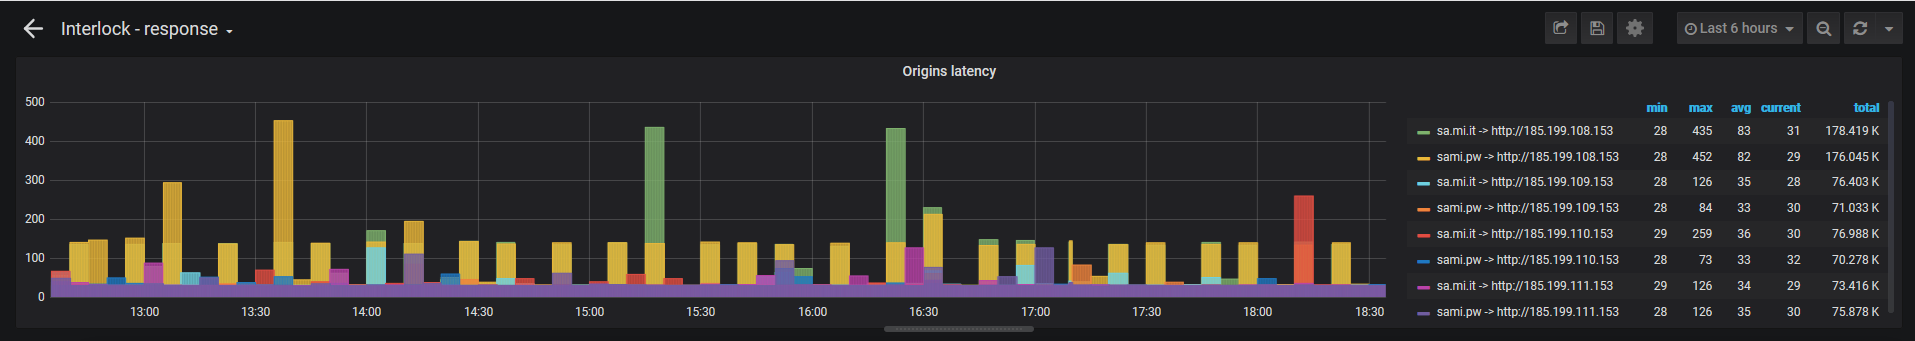 Interlock - response
Last 6 hours
Origins latency
500
400
300
200
100
0
13:00 13:30 14:00 14:30 15:00 15:30 16:00 16:30 17:00 17:30 18:00 18:30
min max avg current total
sa.mi.it -> http://185.199.108.153 28 435 83 31 178.419 K
sami.pw -> http://185.199.108.153 28 452 82 29 176.045 K
sa.mi.it -> http://185.199.109.153 28 126 35 28 76.403 K
sami.pw -> http://185.199.109.153 28 84 33 30 71.033 K
sa.mi.it -> http://185.199.110.153 29 259 36 30 76.988 K
sami.pw -> http://185.199.110.153 28 73 33 32 70.278 K
sa.mi.it -> http://185.199.111.153 29 126 34 29 73.416 K
sami.pw -> http://185.199.111.153 28 126 35 30 75.878 K